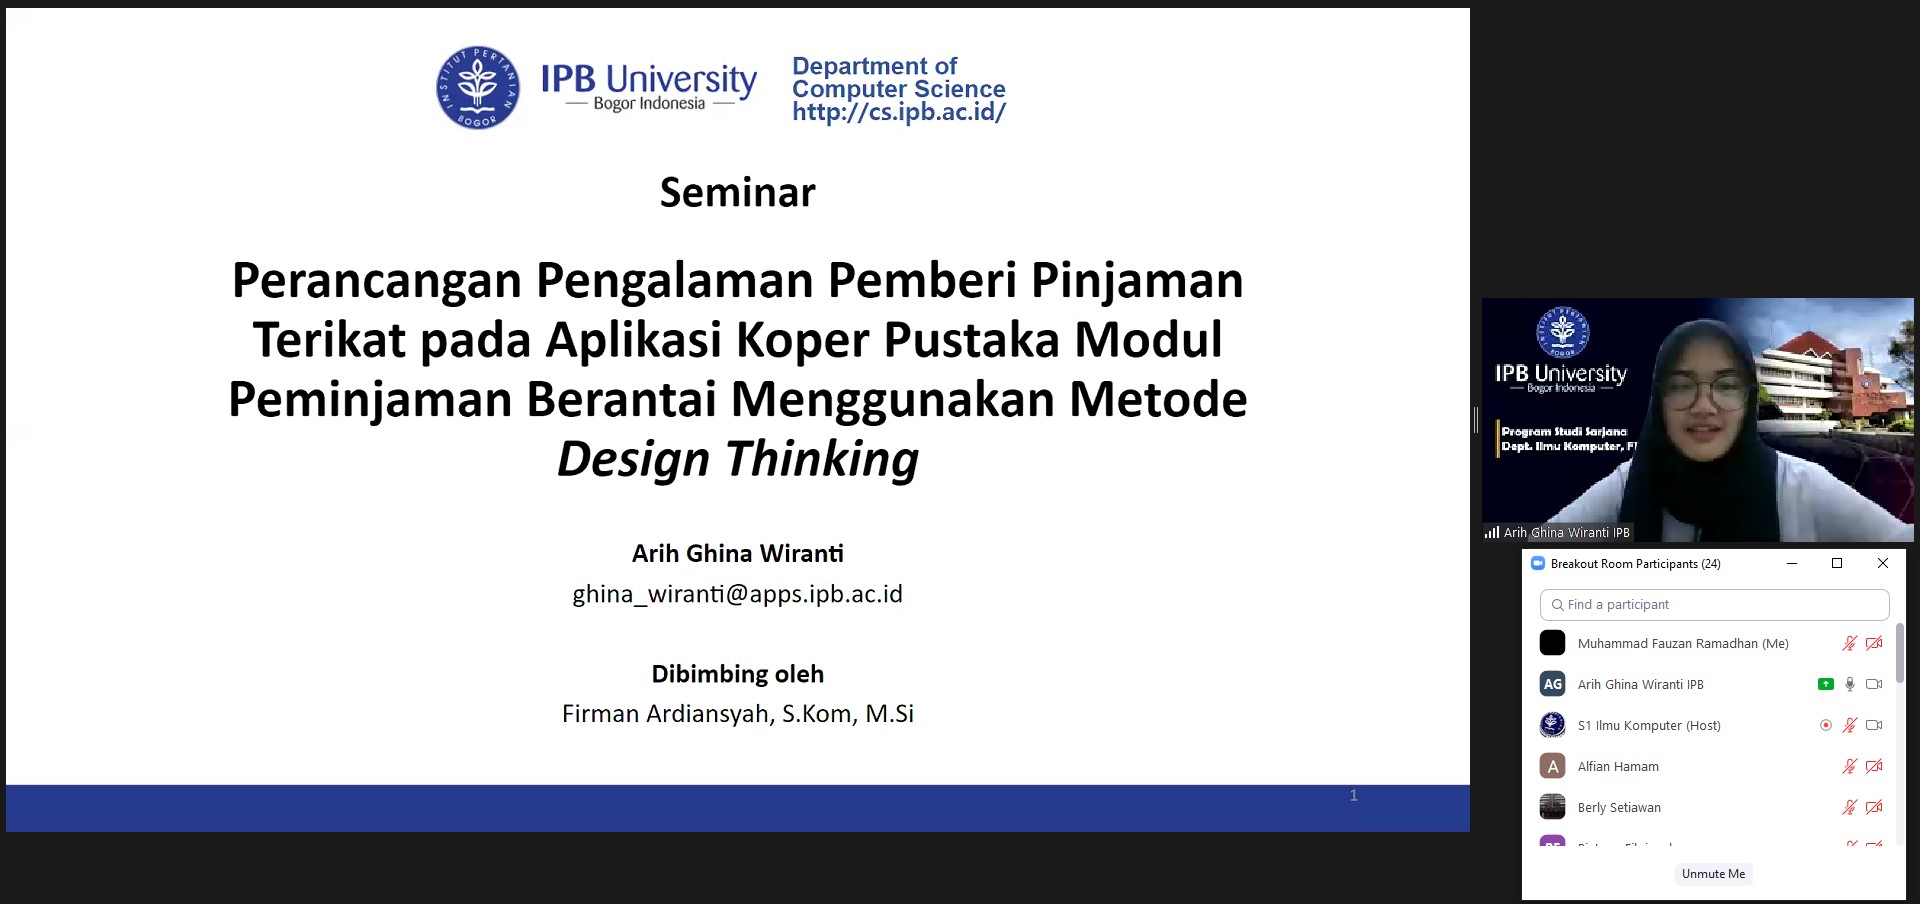 INSTITUT PERTANIAN
BOGOR
IPB University
Bogor Indonesia
Department of
Computer Science
http://cs.ipb.ac.id/
Seminar
Perancangan Pengalaman Pemberi Pinjaman
Terikat pada Aplikasi Koper Pustaka Modul
Peminjaman Berantai Menggunakan Metode
Design Thinking
Arih Ghina Wiranti
ghina_wiranti@apps.ipb.ac.id
Dibimbing oleh
Firman Ardiansyah, S.Kom, M.Si
1
IPB University
Bogor Indonesia
Program Studi Sarjana
Dept. Ilmu Komputer,
Arih Ghina Wiranti IPB
Breakout Room Participants (24)
Find a participant
Muhammad Fauzan Ramadhan (Me)
AG
Arih Ghina Wiranti IPB
S1 Ilmu Komputer (Host)
A
Alfian Hamam
Berly Setiawan
Unmute Me